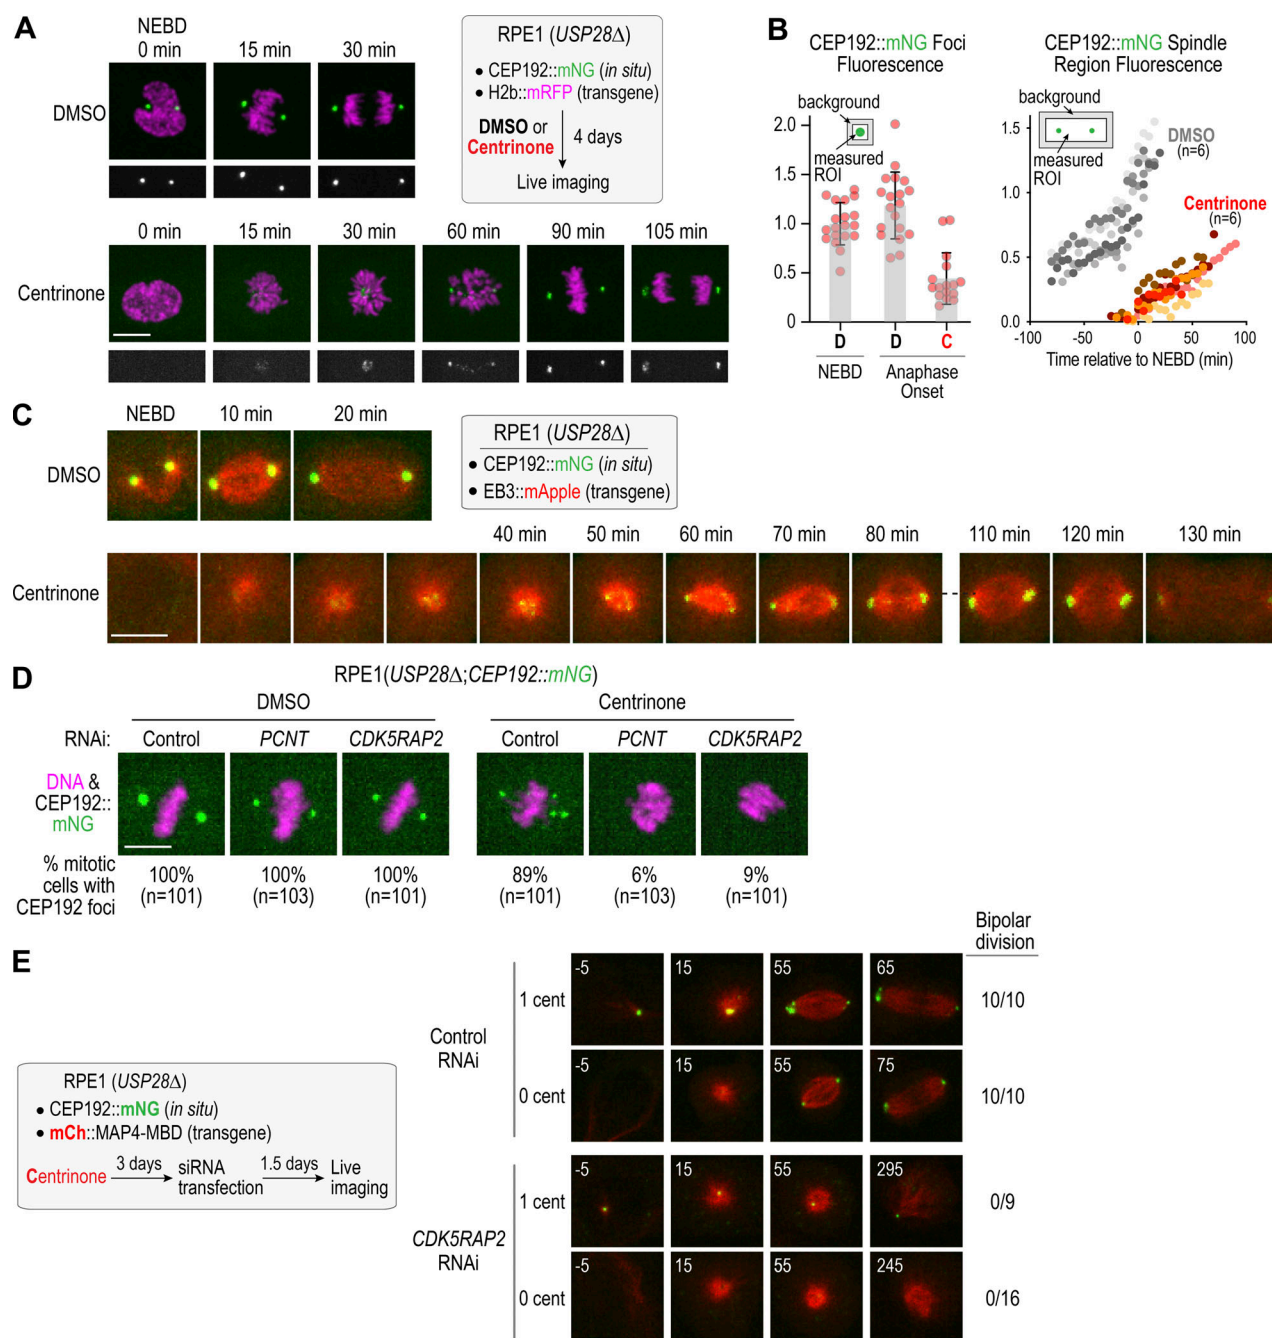 A
NEBD
0 min 15 min 30 min
DMSO
RPE1 (USP28Δ)
• CEP192::mNG (in situ)
• H2b::mRFP (transgene)
DMSO or
Centrinone
4 days
Live imaging
0 min 15 min 30 min 60 min 90 min 105 min
Centrinone
B
CEP192::mNG Foci
Fluorescence
background
measured
ROI
2.0
1.5
1.0
0.5
0
D D C
NEBD Anaphase
Onset
CEP192::mNG Spindle
Region Fluorescence
background
measured
ROI
DMSO
(n=6)
Centrinone
(n=6)
1.5
1.0
0.5
0.0
-100 -50 0 50 100
Time relative to NEBD (min)
C
NEBD 10 min 20 min
DMSO
RPE1 (USP28Δ)
• CEP192::mNG (in situ)
• EB3::mApple (transgene)
40 min 50 min 60 min 70 min 80 min 110 min 120 min 130 min
Centrinone
D
RPE1(USP28Δ;CEP192::mNG)
DMSO Centrinone
RNAi: Control PCNT CDK5RAP2 Control PCNT CDK5RAP2
DNA &
CEP192::
mNG
% mitotic
cells with
CEP192 foci
100% 100% 100% 89% 6% 9%
(n=101) (n=103) (n=101) (n=101) (n=103) (n=101)
E
RPE1 (USP28Δ)
• CEP192::mNG (in situ)
• mCh::MAP4-MBD (transgene)
Centrinone 3 days siRNA
transfection 1.5 days Live
imaging
Bipolar
division
Control
RNAi
1 cent -5 15 55 65 10/10
0 cent -5 15 55 75 10/10
CDK5RAP2
RNAi
1 cent -5 15 55 295 0/9
0 cent -5 15 55 245 0/16